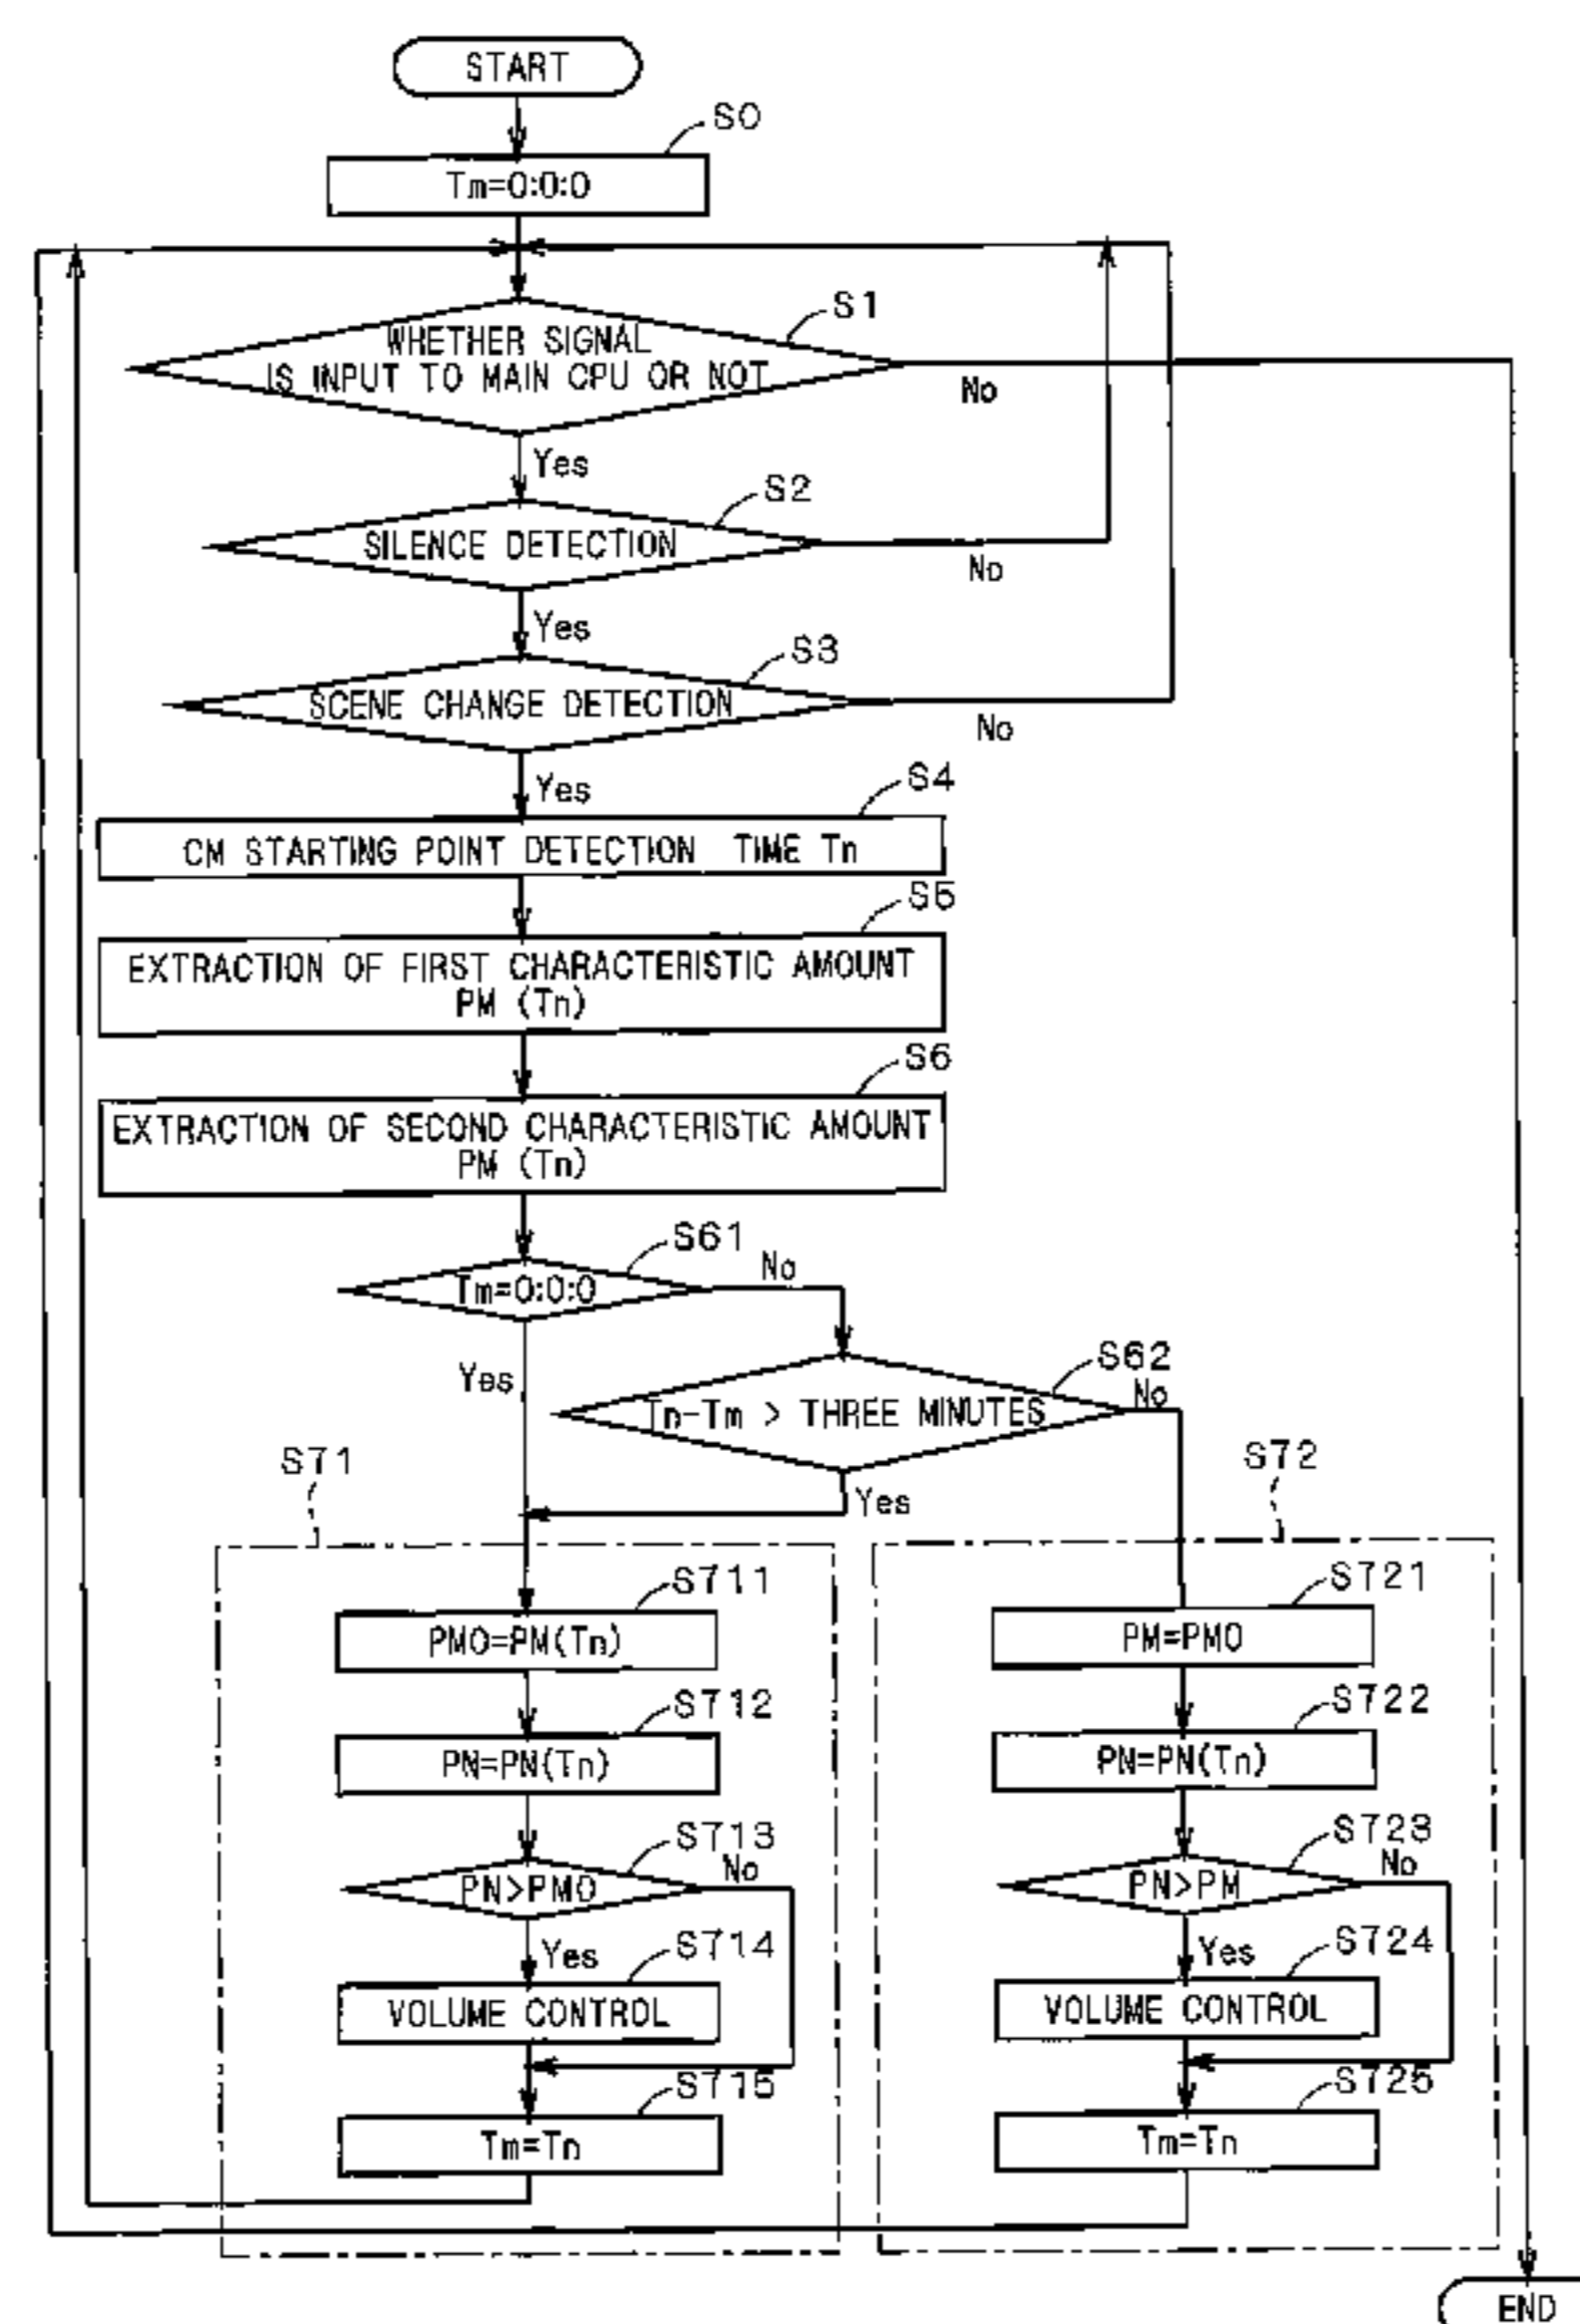 START
S0
Tm=0:0:0
S1
WHETHER SIGNAL
IS INPUT TO MAIN CPU OR NOT
No
Yes
S2
SILENCE DETECTION
No
Yes
S3
SCENE CHANGE DETECTION
No
Yes
S4
CM STARTING POINT DETECTION TIME Tn
S5
EXTRACTION OF FIRST CHARACTERISTIC AMOUNT
PM (Tn)
S6
EXTRACTION OF SECOND CHARACTERISTIC AMOUNT
PM (Tn)
S61
Tm=0:0:0
No
Yes
S62
Tn-Tm > THREE MINUTES
No
Yes
S71
S711
PM0=PM(Tn)
S712
PN=PN(Tn)
S713
PN>PM0
No
Yes
S714
VOLUME CONTROL
S715
Tm=Tn
S72
S721
PM=PM0
S722
PN=PN(Tn)
S723
PN>PM
No
Yes
S724
VOLUME CONTROL
S725
Tm=Tn
END